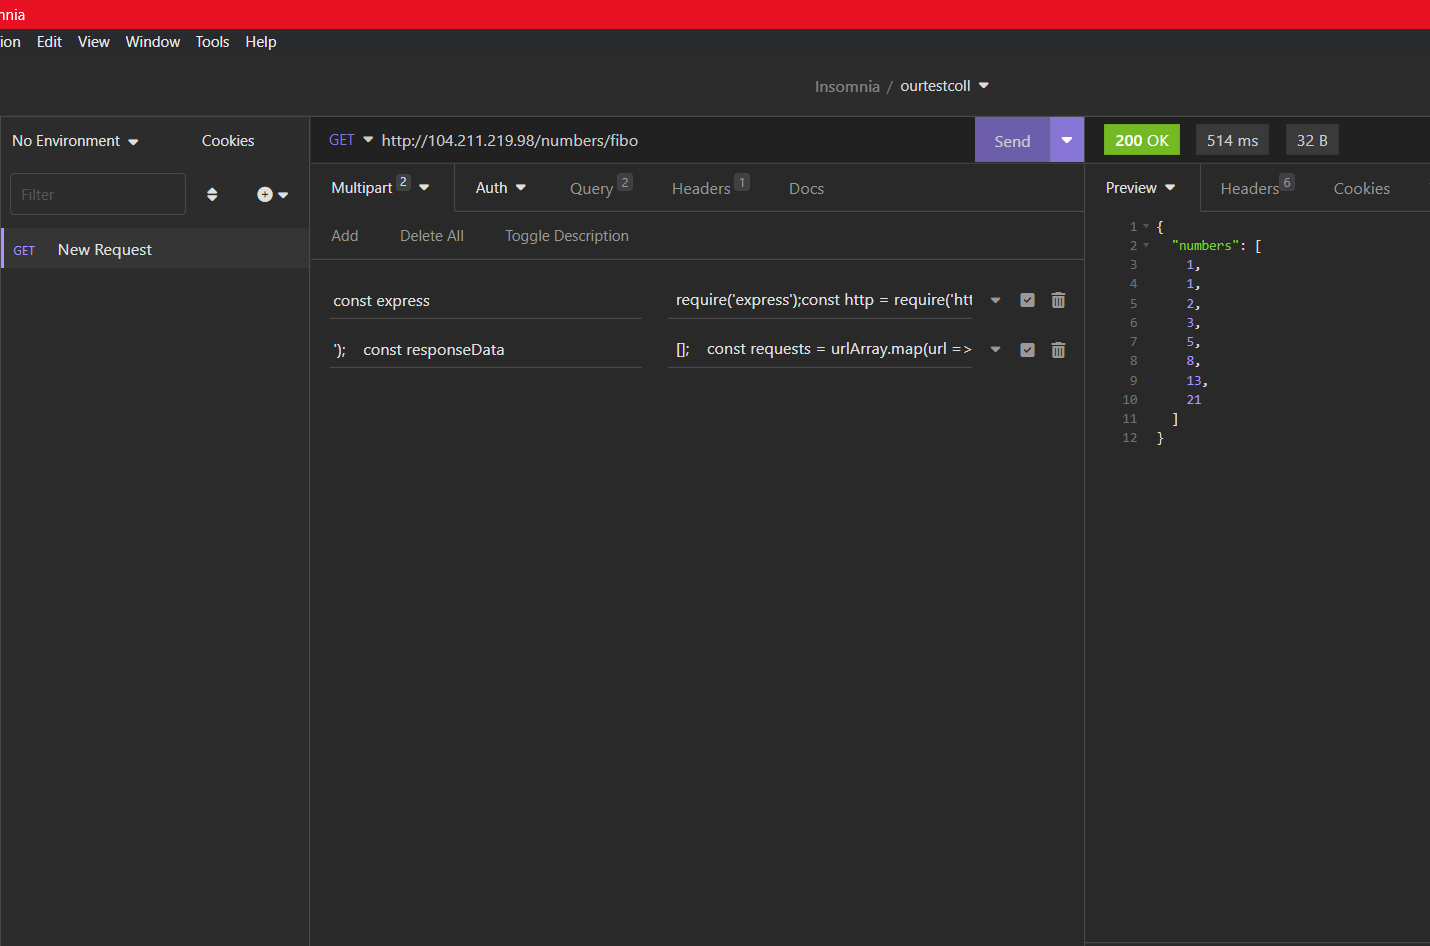 nnia
ion Edit View Window Tools Help
Insomnia / ourtestcoll
No Environment Cookies
GET http://104.211.219.98/numbers/fibo Send
200 OK 514 ms 32 B
Filter
Multipart 2 Auth Query 2 Headers 1 Docs
Preview Headers 6 Cookies
GET New Request
Add Delete All Toggle Description
const express require('express');const http = require('htt
'); const responseData []; const requests = urlArray.map(url =>
1 {
2 "numbers": [
3 1,
4 1,
5 2,
6 3,
7 5,
8 8,
9 13,
10 21
11 ]
12 }